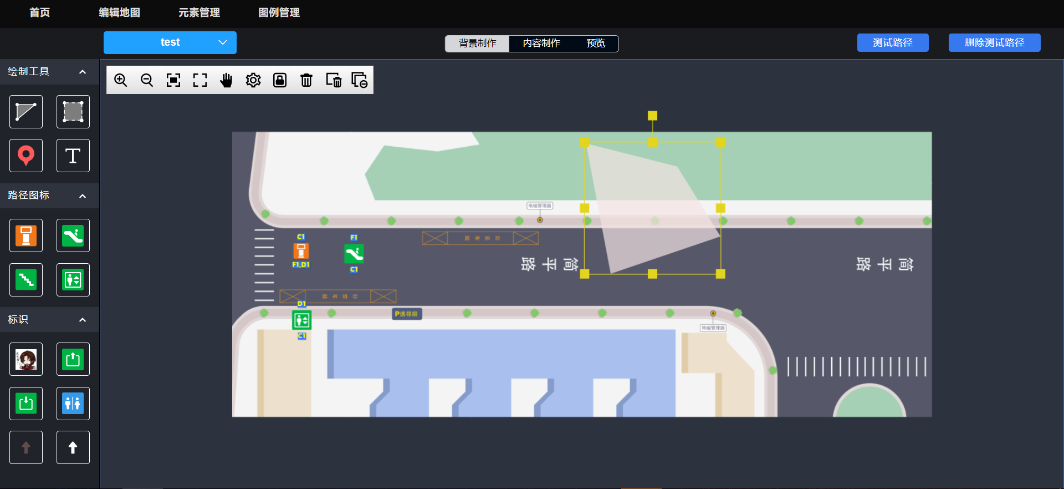 首页 编辑地图 元素管理 图例管理
test 背景制作 内容制作 预览 测试路径 删除测试路径
绘制工具
T
路径图标
标识
C1
F1,D1
F1
C1
D1
C1
简平路
简平路